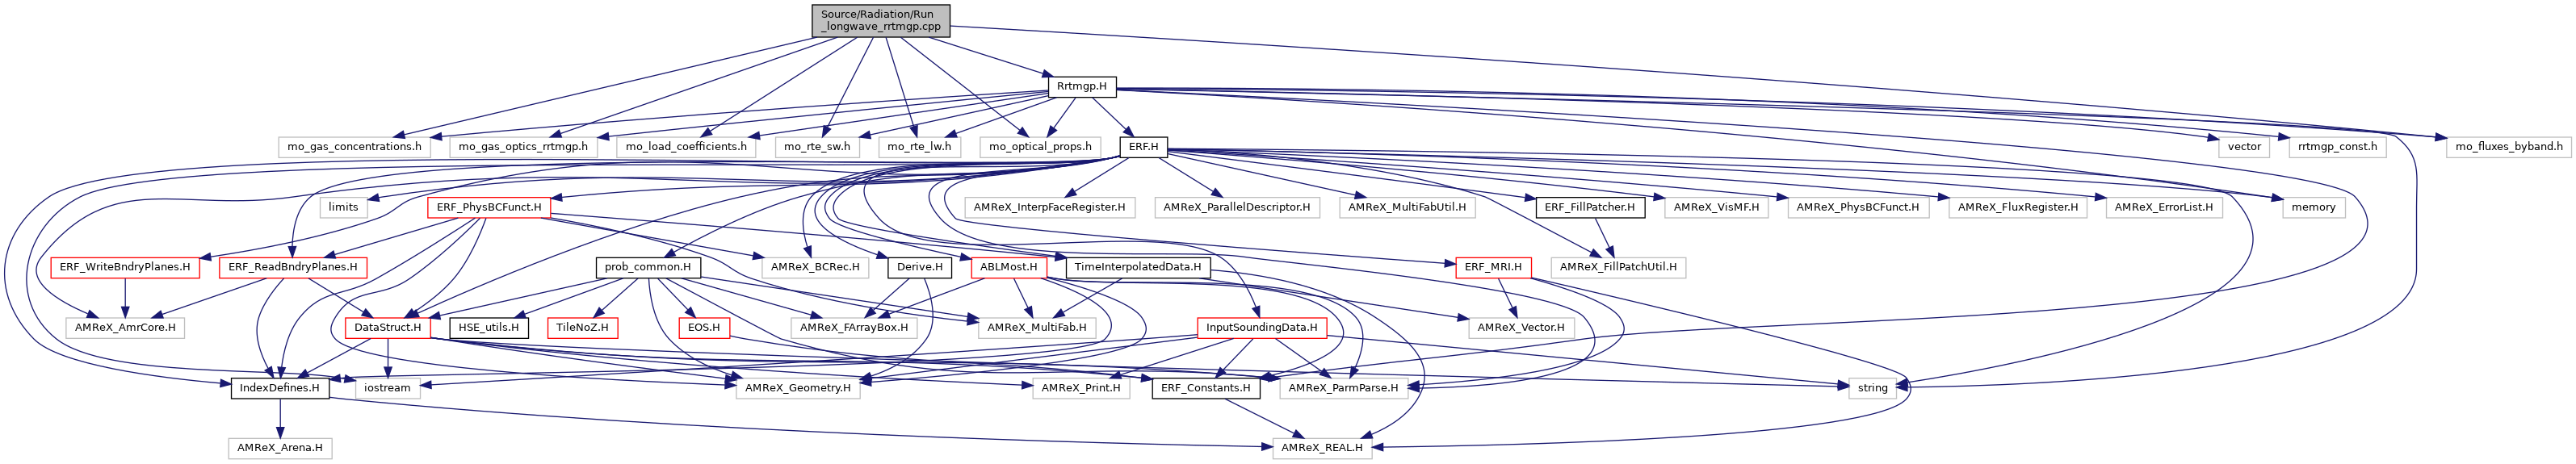 Source/Radiation/Run
_longwave_rrtmgp.cpp
Rrtmgp.H
mo_gas_concentrations.h
mo_gas_optics_rrtmgp.h
mo_load_coefficients.h
mo_rte_sw.h
mo_rte_lw.h
mo_optical_props.h
ERF.H
vector
rrtmgp_const.h
mo_fluxes_byband.h
limits
ERF_PhysBCFunct.H
AMReX_InterpFaceRegister.H
AMReX_ParallelDescriptor.H
AMReX_MultiFabUtil.H
ERF_FillPatcher.H
AMReX_VisMF.H
AMReX_PhysBCFunct.H
AMReX_FluxRegister.H
AMReX_ErrorList.H
memory
ERF_WriteBndryPlanes.H
ERF_ReadBndryPlanes.H
prob_common.H
AMReX_BCRec.H
Derive.H
ABLMost.H
TimeInterpolatedData.H
ERF_MRI.H
AMReX_FillPatchUtil.H
AMReX_AmrCore.H
DataStruct.H
HSE_utils.H
TileNoZ.H
EOS.H
AMReX_FArrayBox.H
AMReX_MultiFab.H
InputSoundingData.H
AMReX_Vector.H
IndexDefines.H
iostream
AMReX_Geometry.H
AMReX_Print.H
ERF_Constants.H
AMReX_ParmParse.H
string
AMReX_Arena.H
AMReX_REAL.H